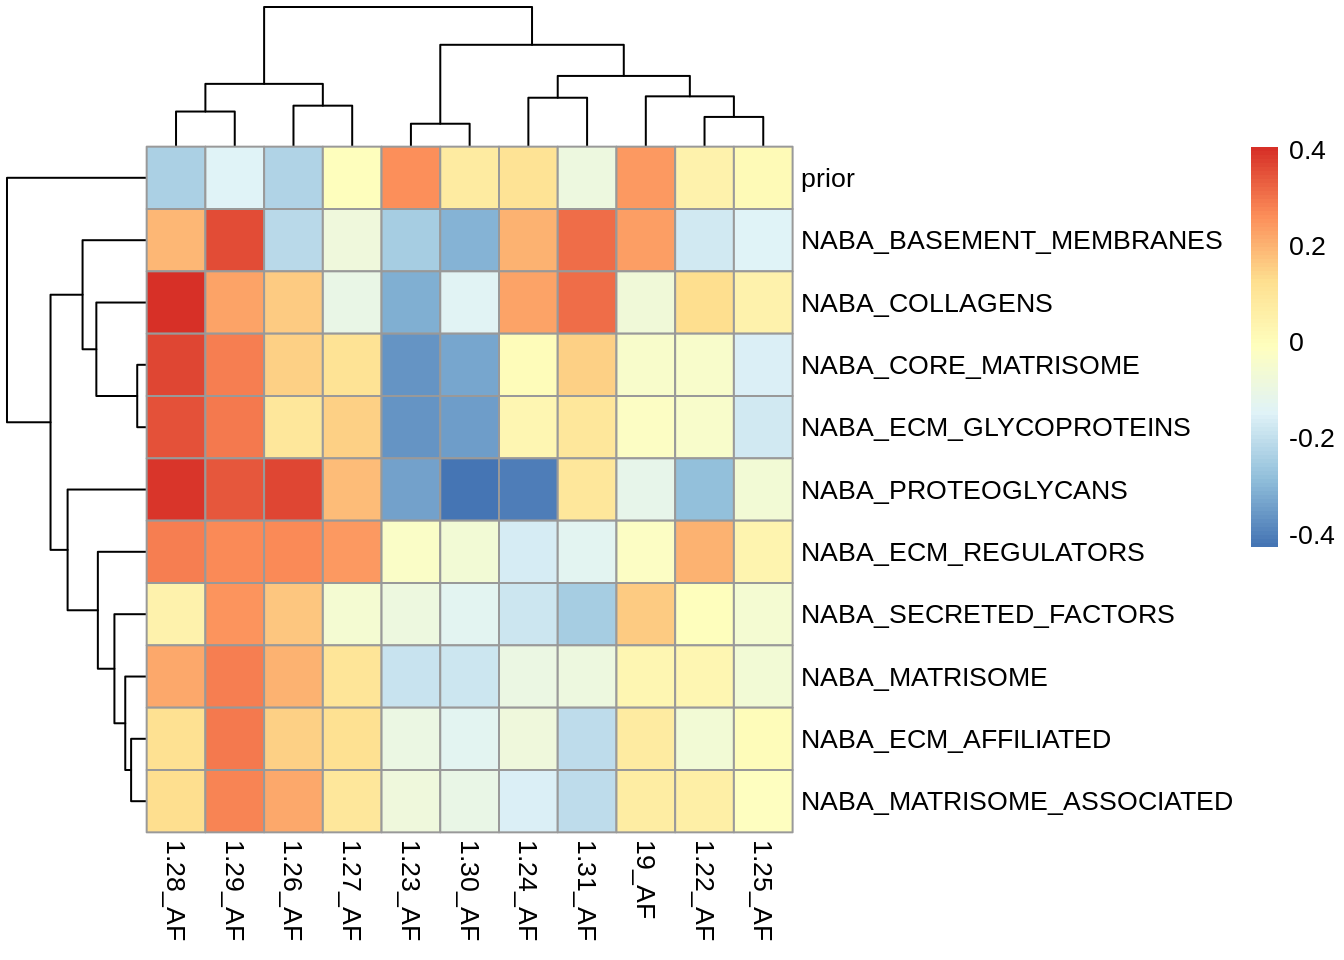 prior
NABA_BASEMENT_MEMBRANES
NABA_COLLAGENS
NABA_CORE_MATRISOME
NABA_ECM_GLYCOPROTEINS
NABA_PROTEOGLYCANS
NABA_ECM_REGULATORS
NABA_SECRETED_FACTORS
NABA_MATRISOME
NABA_ECM_AFFILIATED
NABA_MATRISOME_ASSOCIATED
0.4
0.2
0
-0.2
-0.4
1.28_AF
1.29_AF
1.26_AF
1.27_AF
1.23_AF
1.30_AF
1.24_AF
1.31_AF
19_AF
1.22_AF
1.25_AF